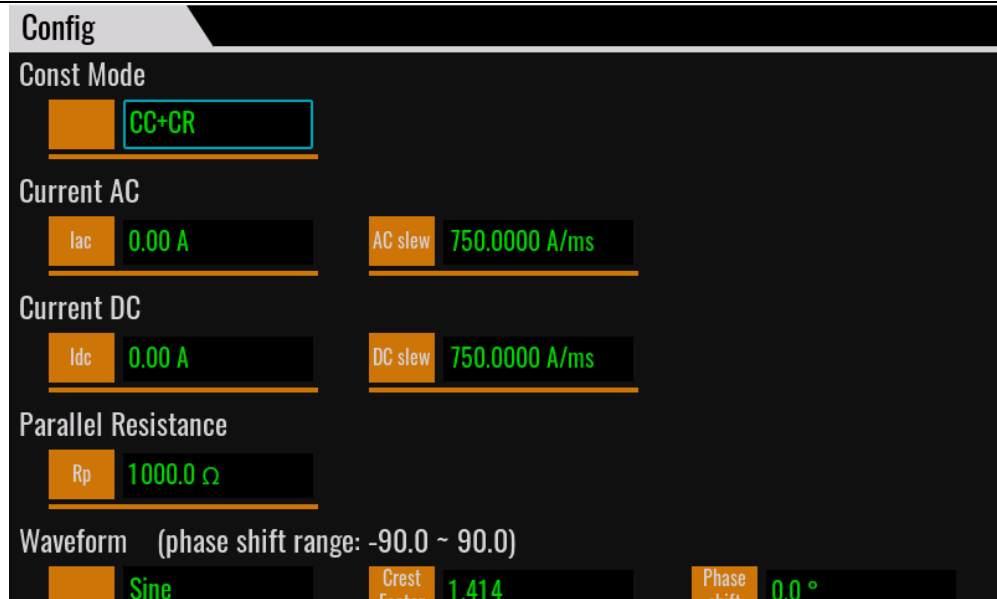 Config
Const Mode
CC+CR
Current AC
Iac 0.00 A AC slew 750.0000 A/ms
Current DC
Idc 0.00 A DC slew 750.0000 A/ms
Parallel Resistance
Rp 1000.0 Ω
Waveform (phase shift range: -90.0 ~ 90.0)
Sine Crest Factor 1.414 Phase shift 0.0 °